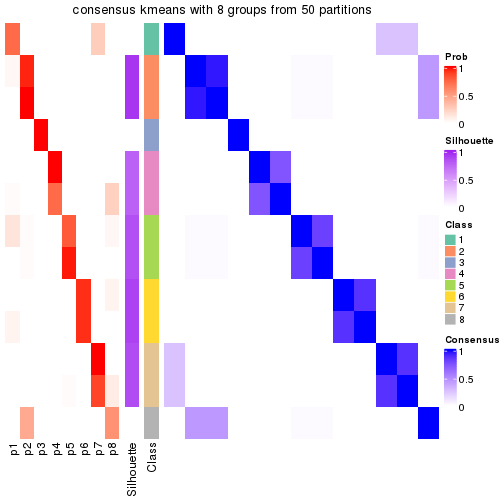 consensus kmeans with 8 groups from 50 partitions
Prob
1
0.5
0
Silhouette
1
0.5
0
Class
1
2
3
4
5
6
7
8
Consensus
1
0.5
0
p1
p2
p3
p4
p5
p6
p7
p8
Silhouette
Class